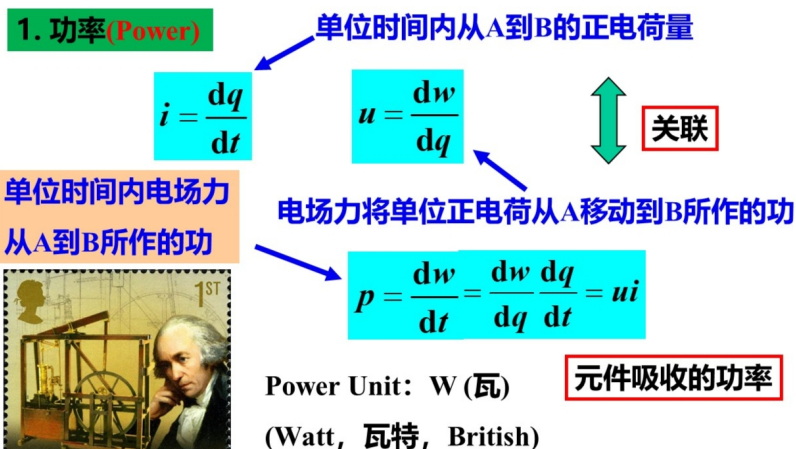 1. 功率(Power)
单位时间内从A到B的正电荷量
i = dq/dt
u = dw/dq
关联
单位时间内电场力
从A到B所作的功
电场力将单位正电荷从A移动到B所作的功
p = dw/dt = dw/dq dq/dt = ui
1ST
元件吸收的功率
Power Unit：W (瓦)
(Watt，瓦特，British)